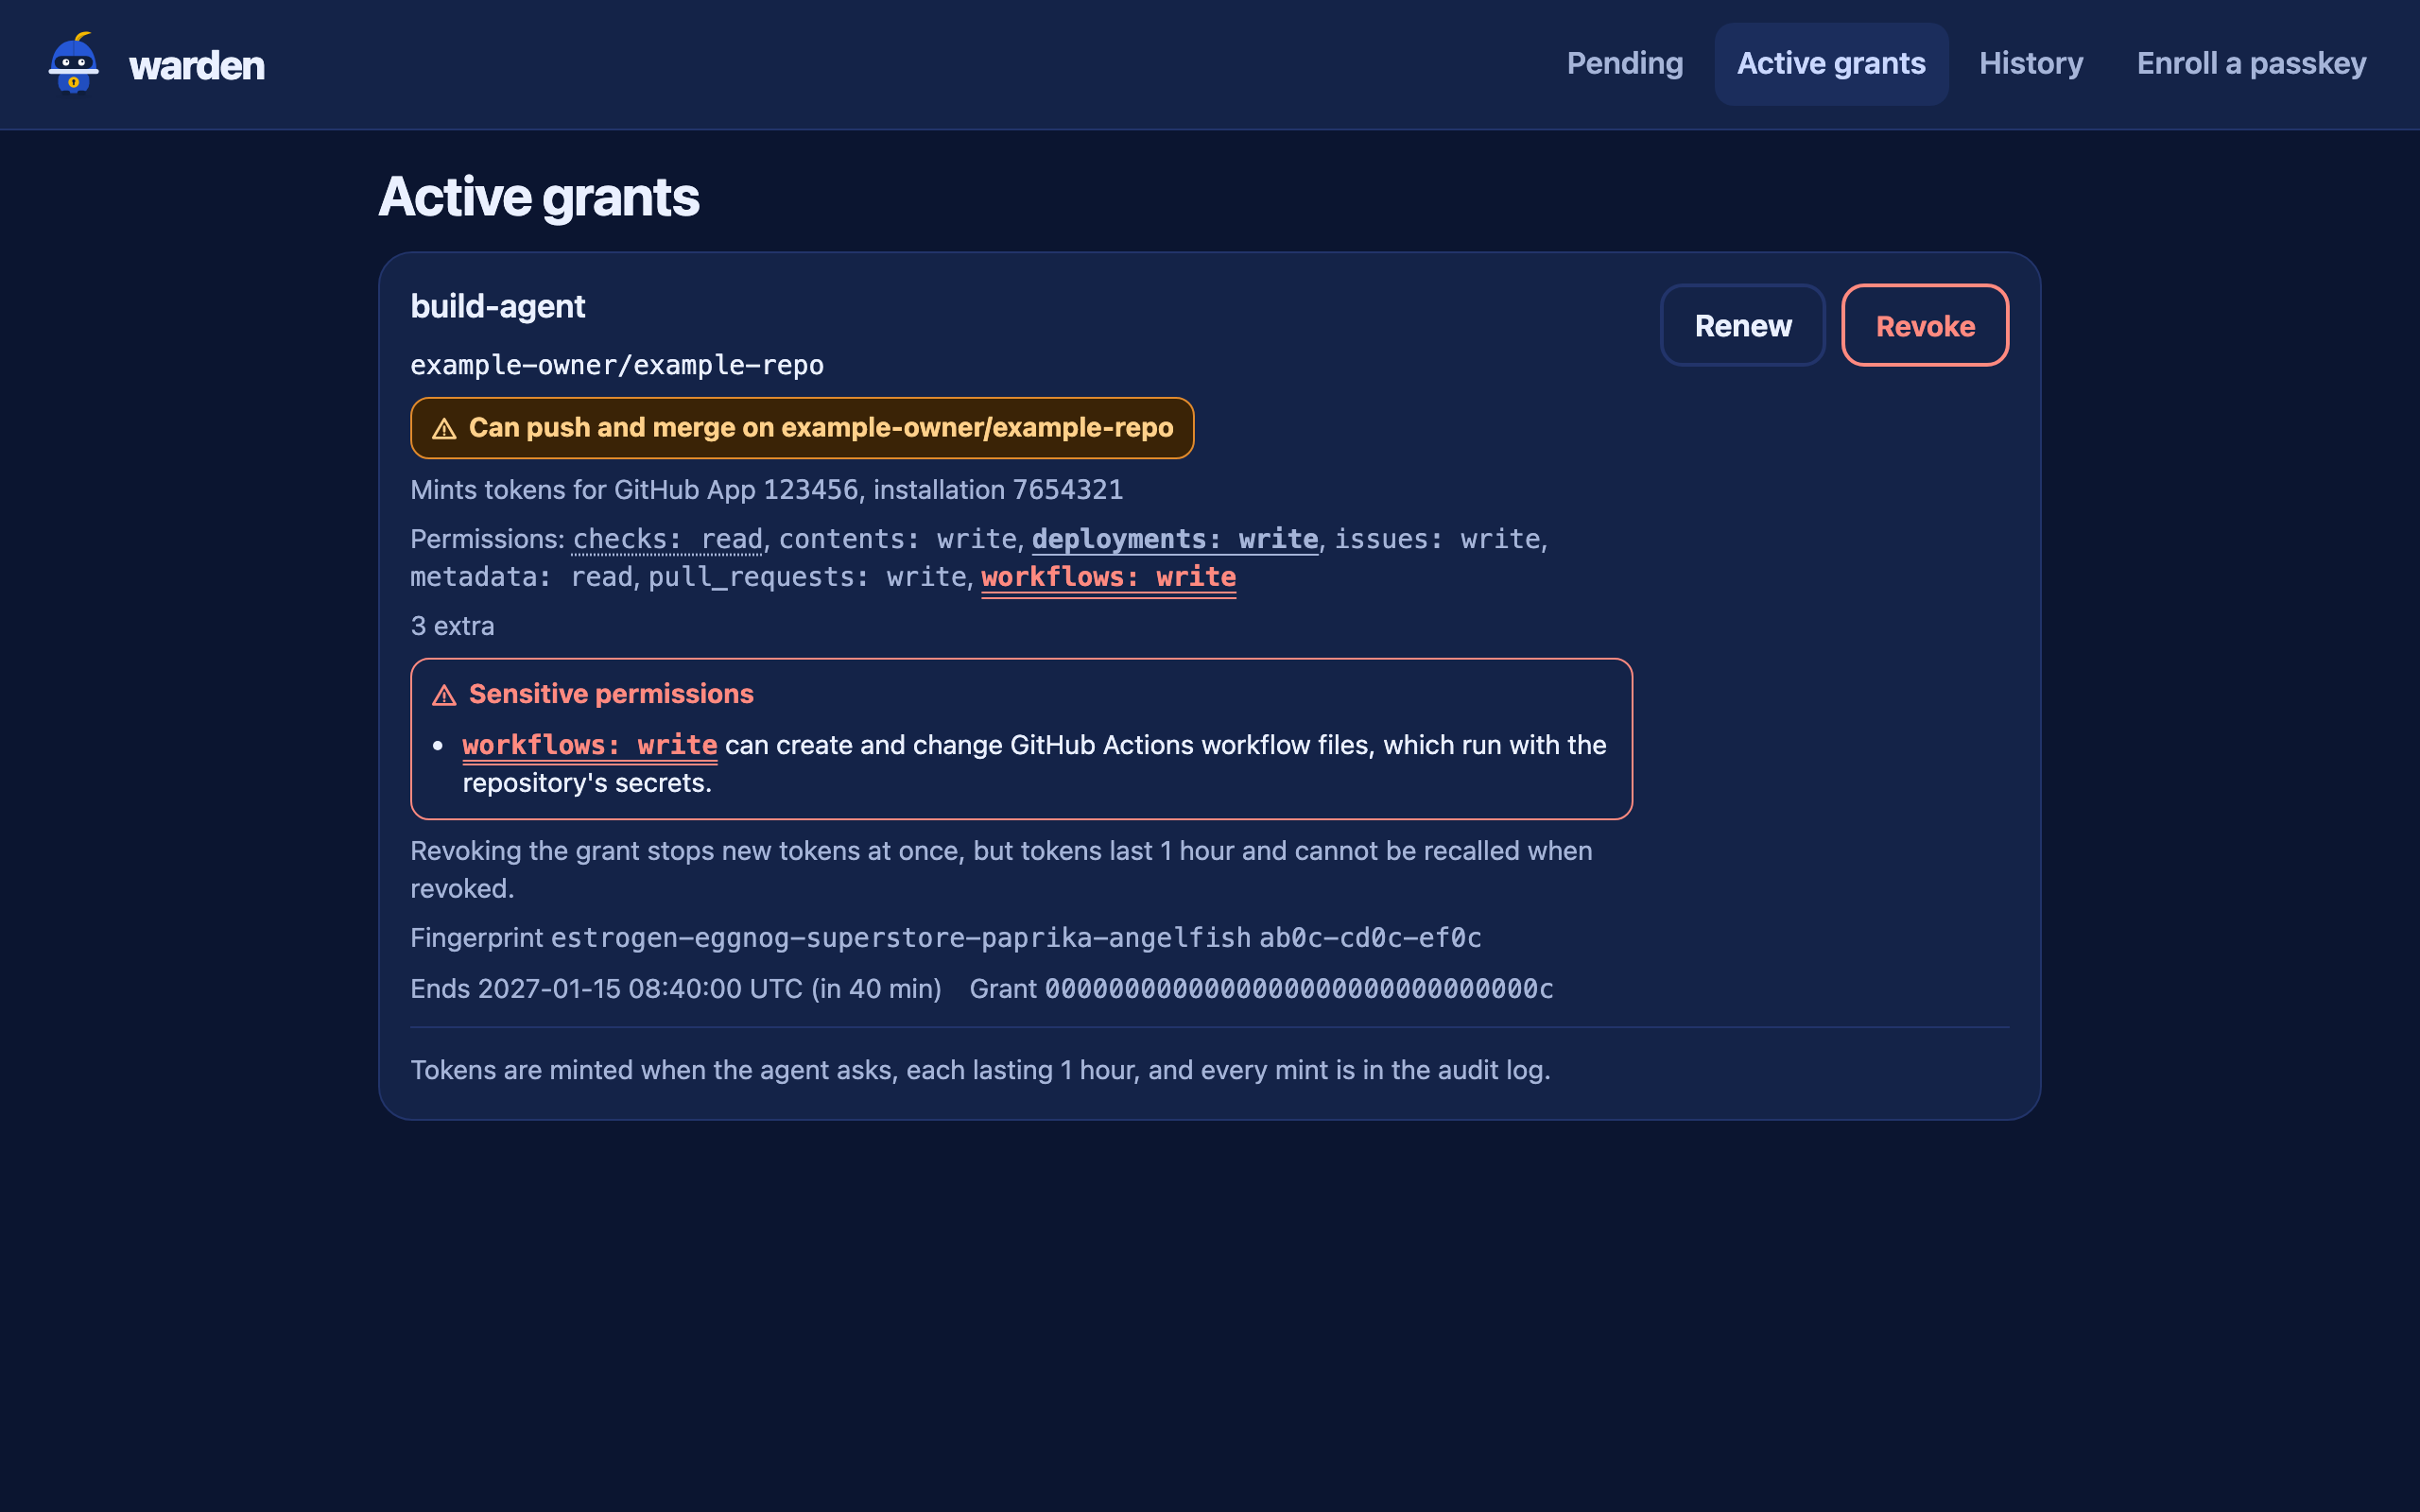 warden
Pending
Active grants
History
Enroll a passkey
Active grants
build-agent
Renew
Revoke
example-owner/example-repo
Can push and merge on example-owner/example-repo
Mints tokens for GitHub App 123456, installation 7654321
Permissions: checks: read, contents: write, deployments: write, issues: write,
metadata: read, pull_requests: write, workflows: write
3 extra
Sensitive permissions
• workflows: write can create and change GitHub Actions workflow files, which run with the
repository's secrets.
Revoking the grant stops new tokens at once, but tokens last 1 hour and cannot be recalled when
revoked.
Fingerprint estrogen-eggnog-superstore-paprika-angelfish ab0c-cd0c-ef0c
Ends 2027-01-15 08:40:00 UTC (in 40 min) Grant 0000000000000000000000000000000c
Tokens are minted when the agent asks, each lasting 1 hour, and every mint is in the audit log.